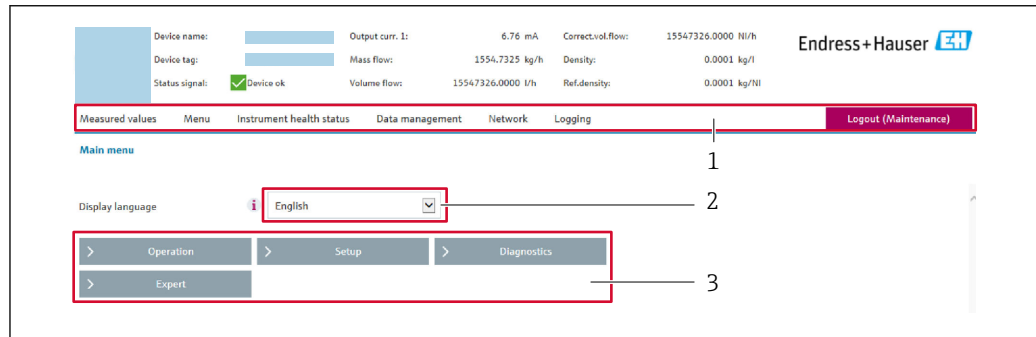 Device name: Output curr. 1: 6.76 mA Correct.vol.flow: 15547326.0000 Nl/h
Endress+Hauser EH
Device tag: Mass flow: 1554.7325 kg/h Density: 0.0001 kg/l
Status signal: Device ok Volume flow: 15547326.0000 l/h Ref.density: 0.0001 kg/Nl
Measured values Menu Instrument health status Data management Network Logging Logout (Maintenance)
1
Main menu
Display language i English 2
> Operation > Setup > Diagnostics
> Expert 3